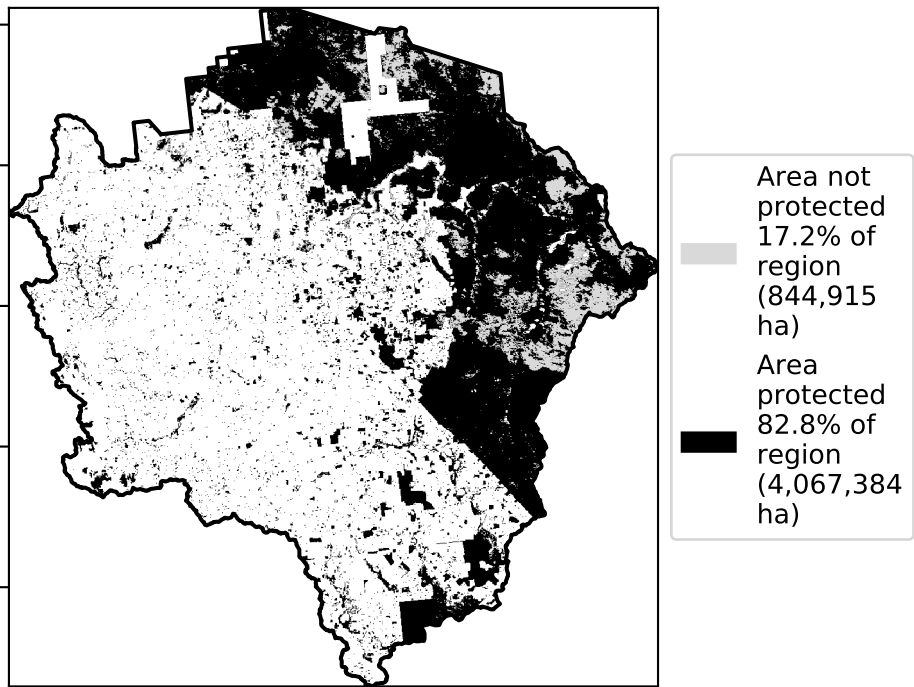 Area not
protected
17.2% of
region
(844,915
ha)
Area
protected
82.8% of
region
(4,067,384
ha)